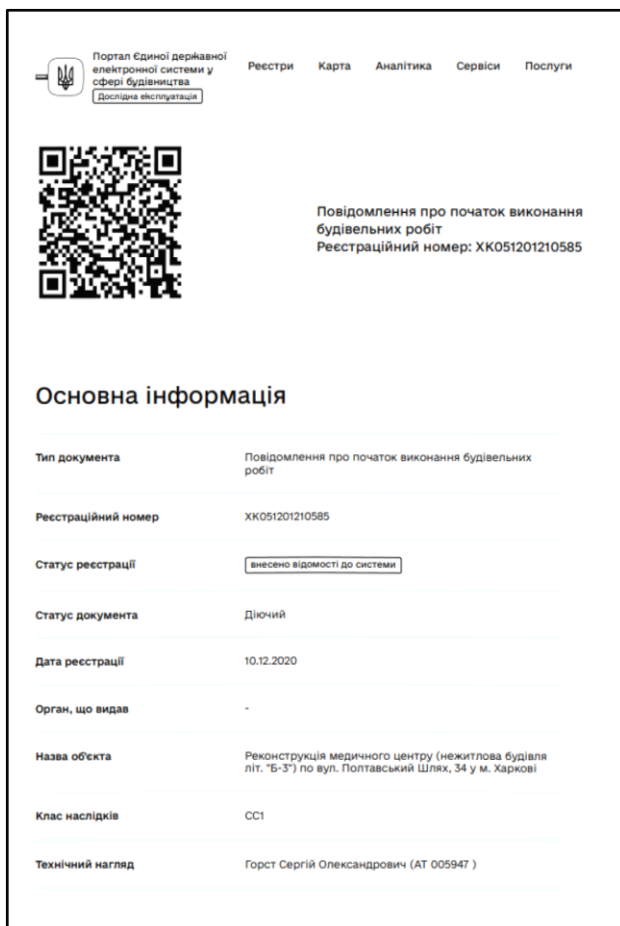 Портал Єдиної державної
електронної системи у
сфері будівництва
Дослідна експлуатація
Реєстри Карта Аналітика Сервіси Послуги
Повідомлення про початок виконання
будівельних робіт
Реєстраційний номер: ХК051201210585
Основна інформація
Тип документа
Повідомлення про початок виконання будівельних
робіт
Реєстраційний номер ХК051201210585
Статус реєстрації внесено відомості до системи
Статус документа Діючий
Дата реєстрації 10.12.2020
Орган, що видав -
Назва об'єкта
Реконструкція медичного центру (нежитлова будівля
літ. "Б-3") по вул. Полтавський Шлях, 34 у м. Харкові
Клас наслідків СС1
Технічний нагляд Горст Сергій Олександрович (АТ 005947 )